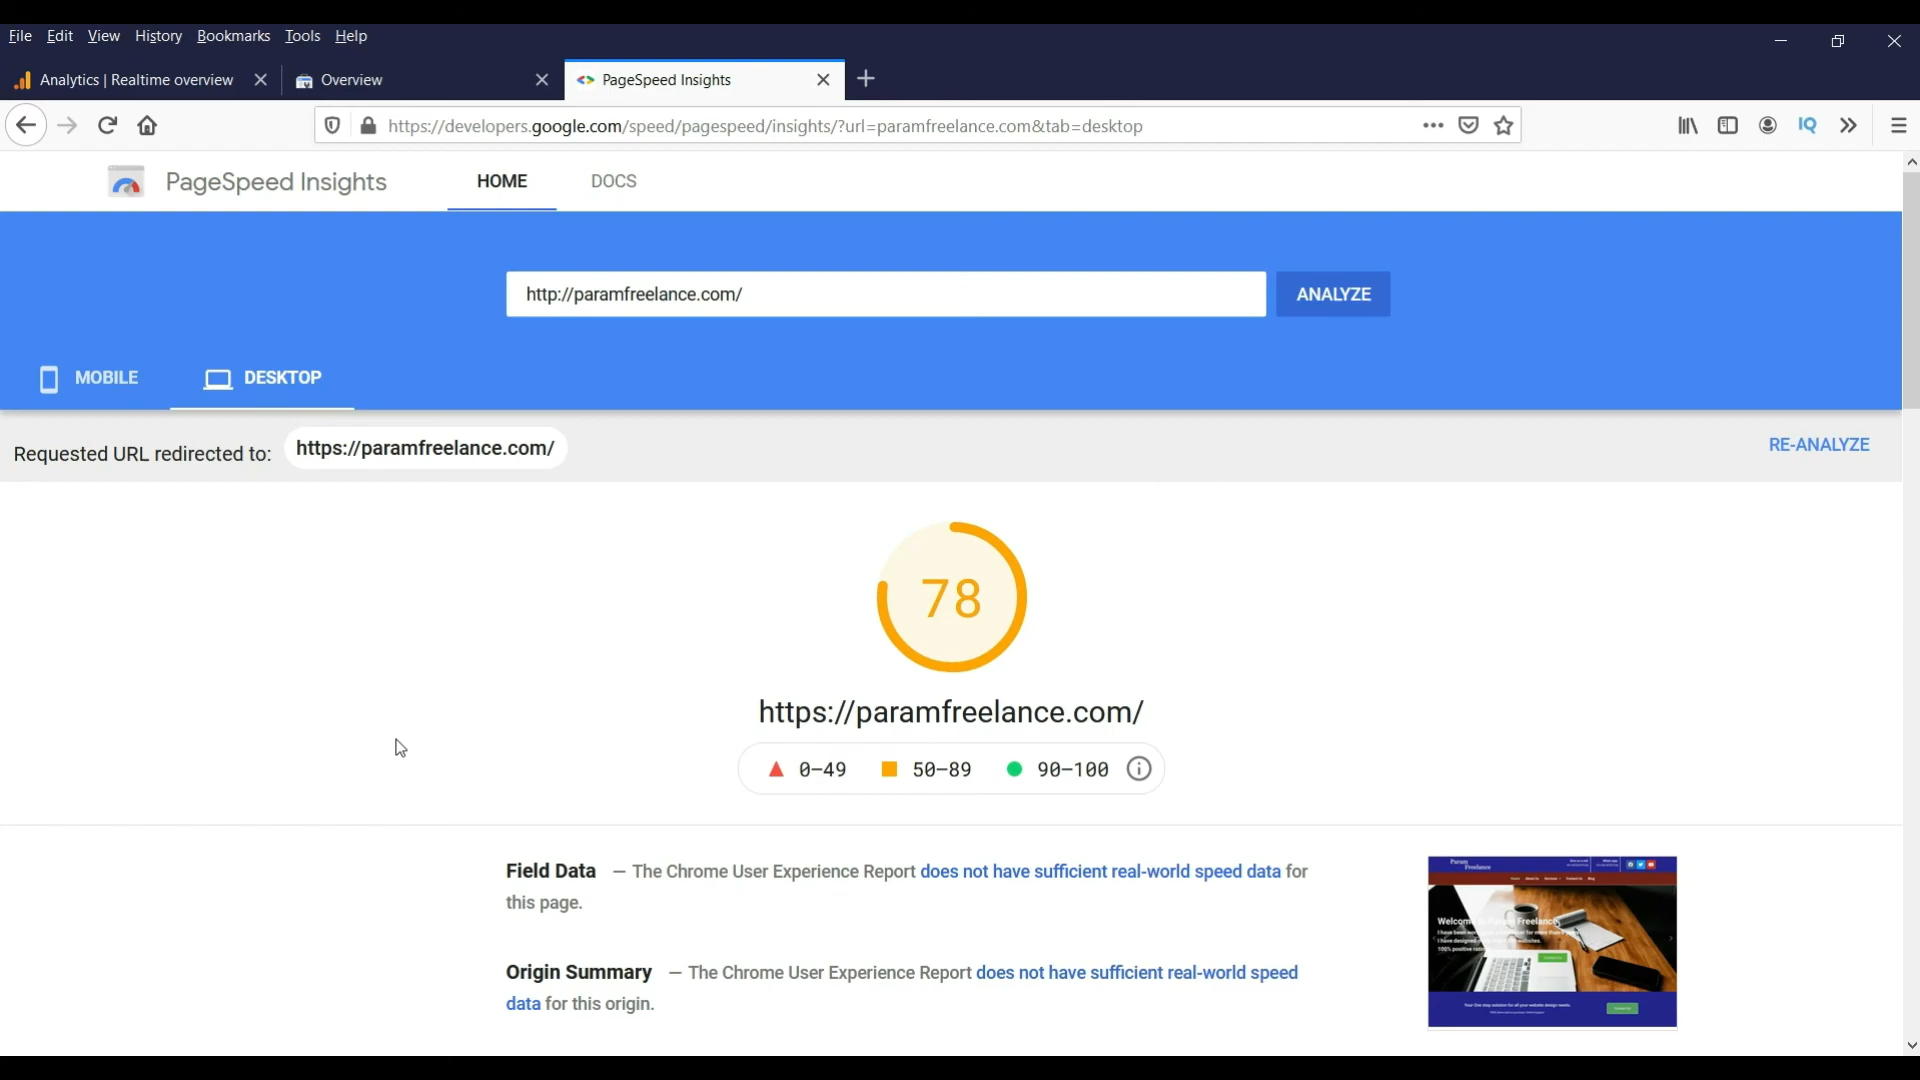 File Edit View History Bookmarks Tools Help
Analytics | Realtime overview
Overview
PageSpeed Insights
https://developers.google.com/speed/pagespeed/insights/?url=paramfreelance.com&tab=desktop
IQ
PageSpeed Insights
HOME
DOCS
http://paramfreelance.com/
ANALYZE
MOBILE
DESKTOP
Requested URL redirected to: https://paramfreelance.com/
RE-ANALYZE
78
https://paramfreelance.com/
0–49 50–89 90–100
Field Data — The Chrome User Experience Report does not have sufficient real-world speed data for
this page.
Origin Summary — The Chrome User Experience Report does not have sufficient real-world speed
data for this origin.
Param
Freelance